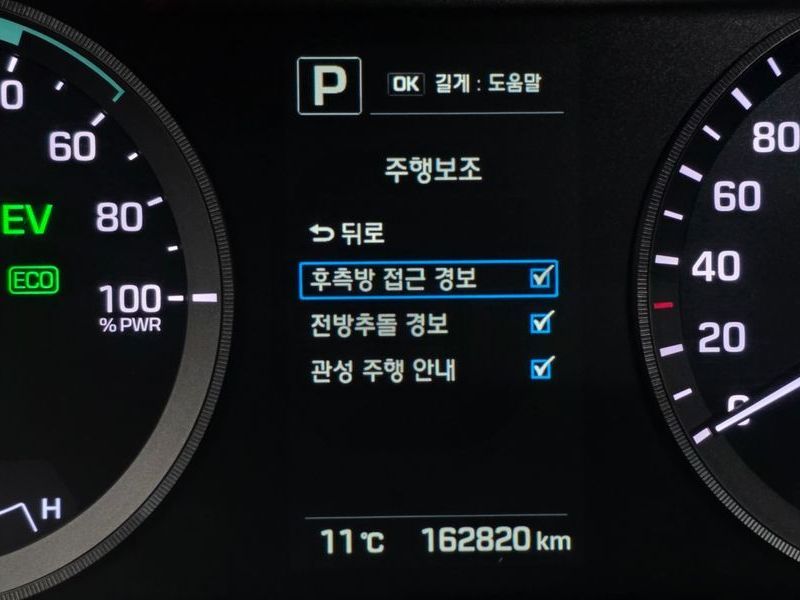 P
OK 길게 : 도움말
주행보조
뒤로
후측방 접근 경보
전방추돌 경보
관성 주행 안내
11℃ 162820 km
60
80
100
% PWR
EV
ECO
H
80
60
40
20
0